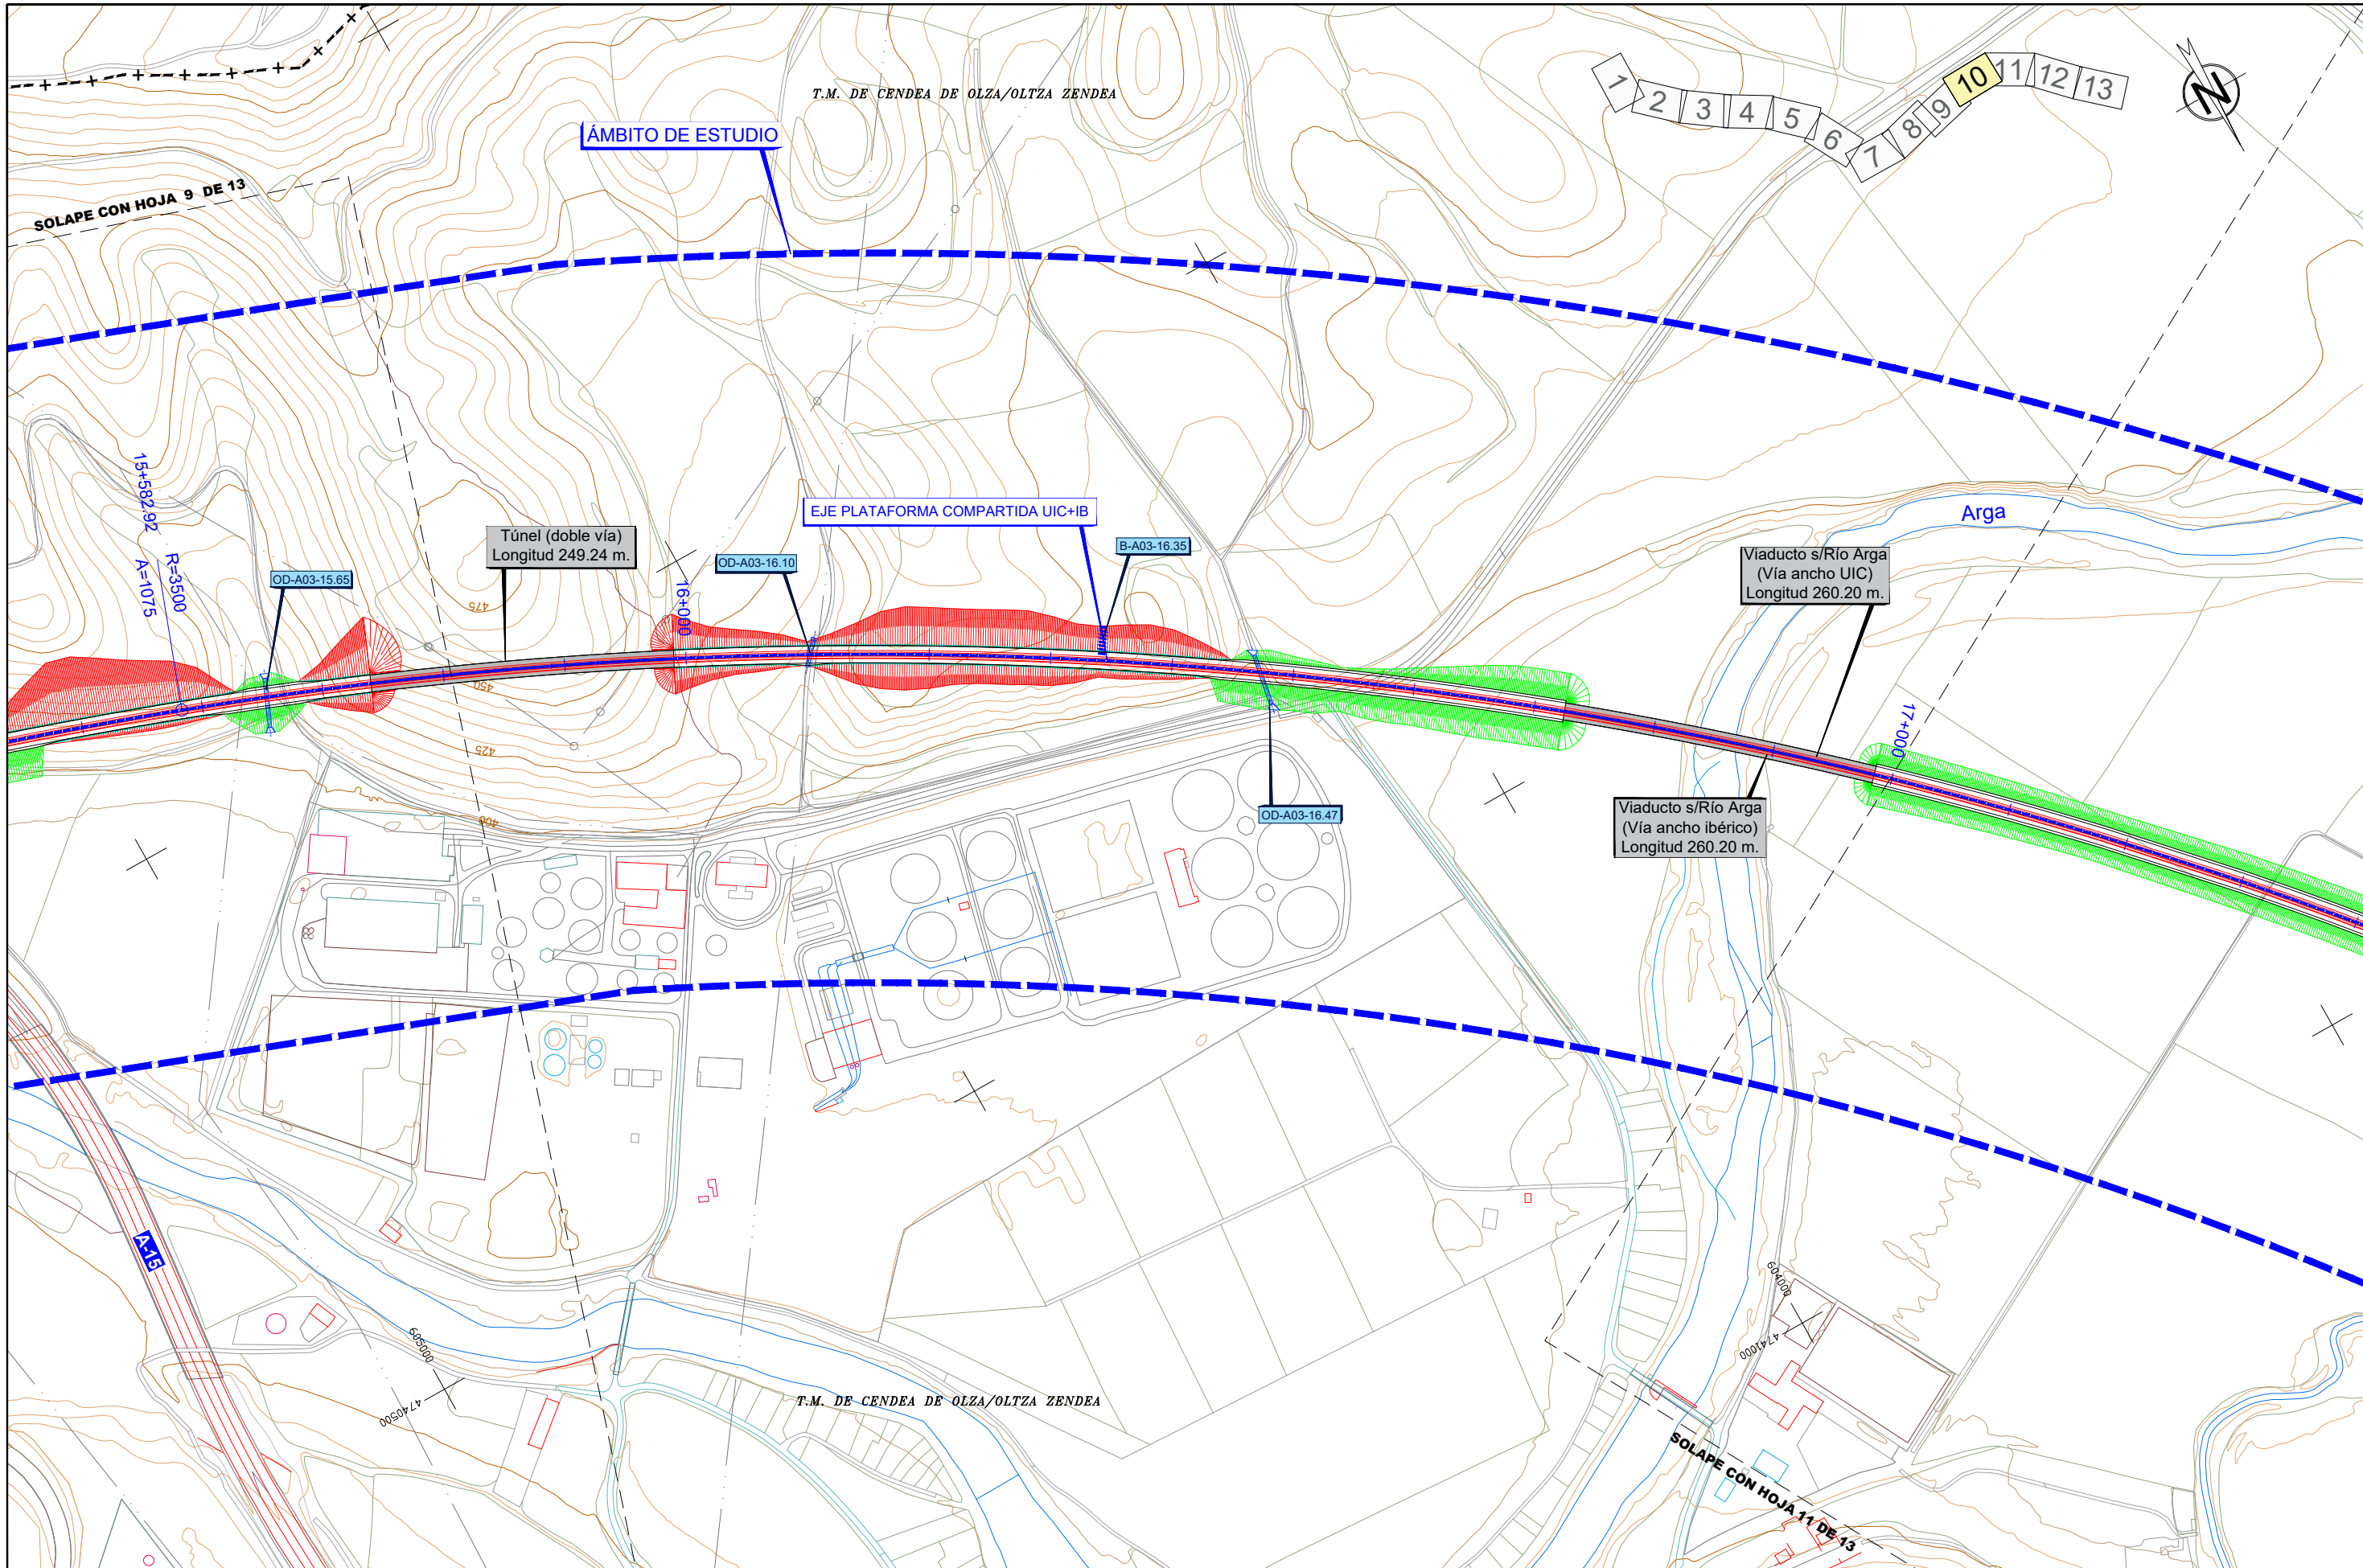 T.M. DE CENDEA DE OLZA/OLTZA ZENDEA
ÁMBITO DE ESTUDIO
1
2
3
4
5
6
7
8
9
10
11
12
13
N
SOLAPE CON HOJA 9 DE 13
15+582.92
R=3500
A=1075
OD-A03-15.65
Túnel (doble vía)
Longitud 249.24 m.
475
450
425
400
16+000
OD-A03-16.10
EJE PLATAFORMA COMPARTIDA UIC+IB
B-A03-16.35
OD-A03-16.47
Arga
Viaducto s/Río Arga
(Vía ancho UIC)
Longitud 260.20 m.
17+000
Viaducto s/Río Arga
(Vía ancho ibérico)
Longitud 260.20 m.
A-15
605000
4740500
604000
4741000
T.M. DE CENDEA DE OLZA/OLTZA ZENDEA
SOLAPE CON HOJA 11 DE 13